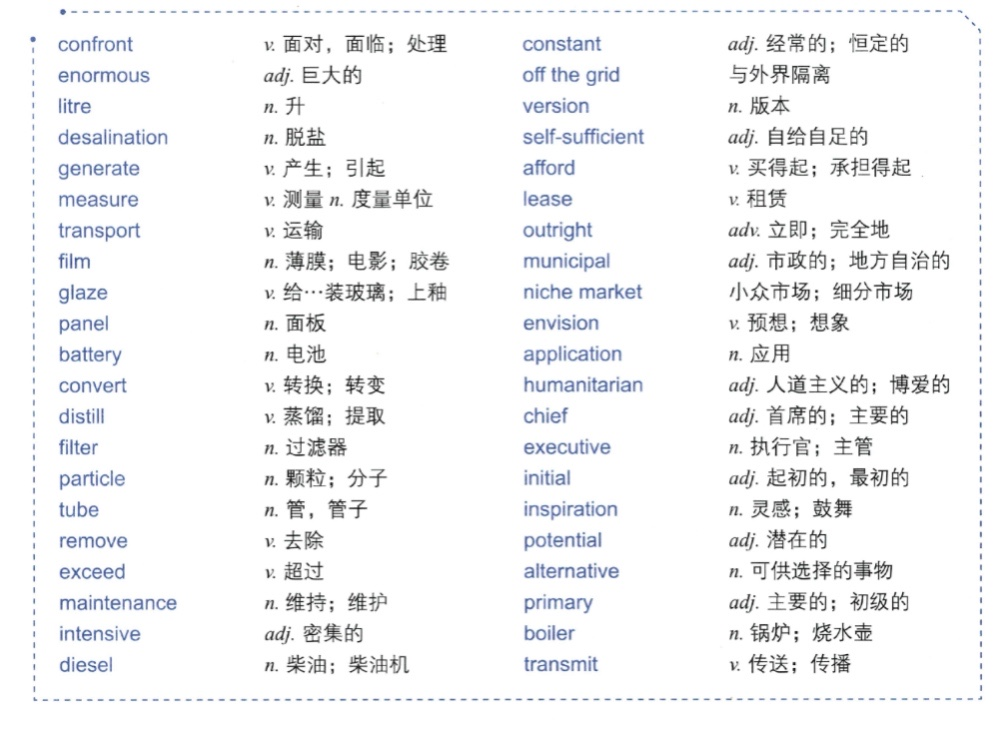 confront v. 面对，面临；处理
enormous adj. 巨大的
litre n. 升
desalination n. 脱盐
generate v. 产生；引起
measure v. 测量 n. 度量单位
transport v. 运输
film n. 薄膜；电影；胶卷
glaze v. 给…装玻璃；上釉
panel n. 面板
battery n. 电池
convert v. 转换；转变
distill v. 蒸馏；提取
filter n. 过滤器
particle n. 颗粒；分子
tube n. 管，管子
remove v. 去除
exceed v. 超过
maintenance n. 维持；维护
intensive adj. 密集的
diesel n. 柴油；柴油机
constant adj. 经常的；恒定的
off the grid 与外界隔离
version n. 版本
self-sufficient adj. 自给自足的
afford v. 买得起；承担得起
lease v. 租赁
outright adv. 立即；完全地
municipal adj. 市政的；地方自治的
niche market 小众市场；细分市场
envision v. 预想；想象
application n. 应用
humanitarian adj. 人道主义的；博爱的
chief adj. 首席的；主要的
executive n. 执行官；主管
initial adj. 起初的，最初的
inspiration n. 灵感；鼓舞
potential adj. 潜在的
alternative n. 可供选择的事物
primary adj. 主要的；初级的
boiler n. 锅炉；烧水壶
transmit v. 传送；传播